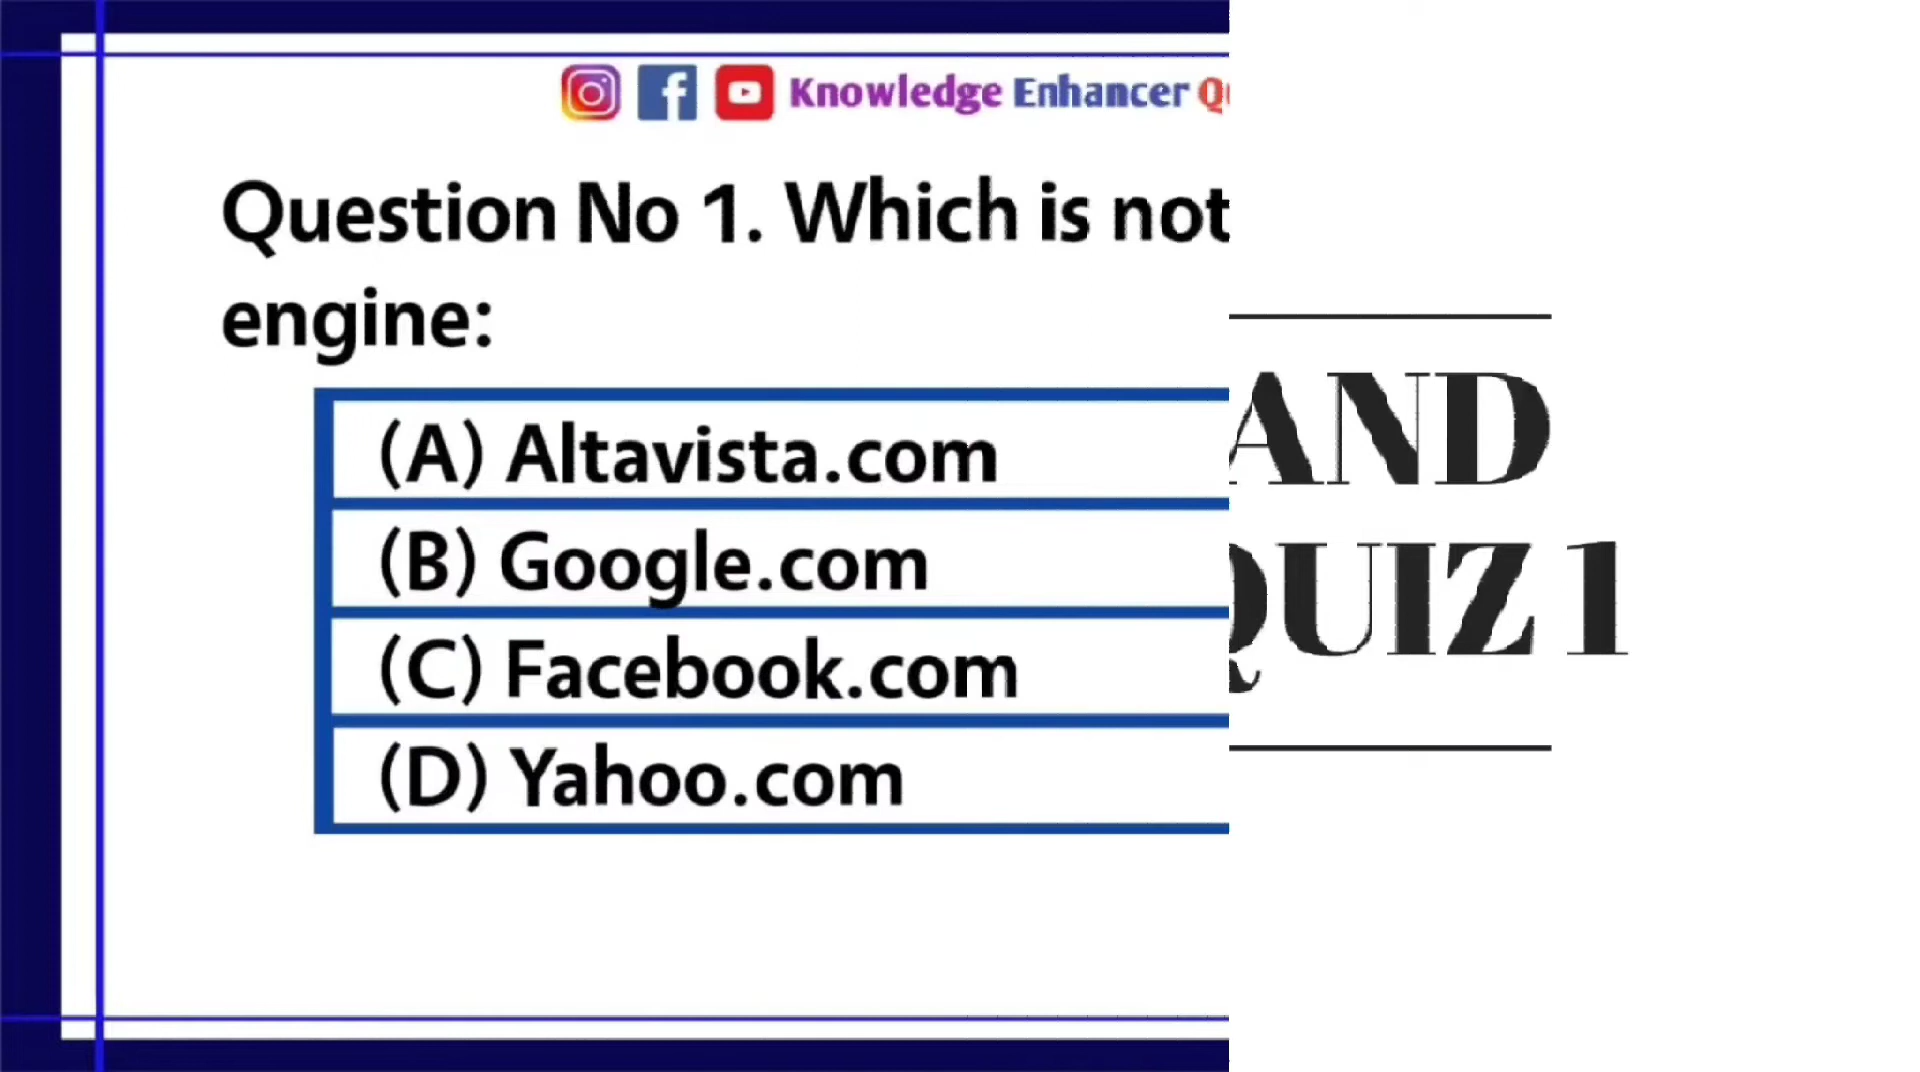 Knowledge Enhancer
Question No 1. Which is not
engine:
(A) Altavista.com
(B) Google.com
(C) Facebook.com
(D) Yahoo.com
AND
QUIZ 1